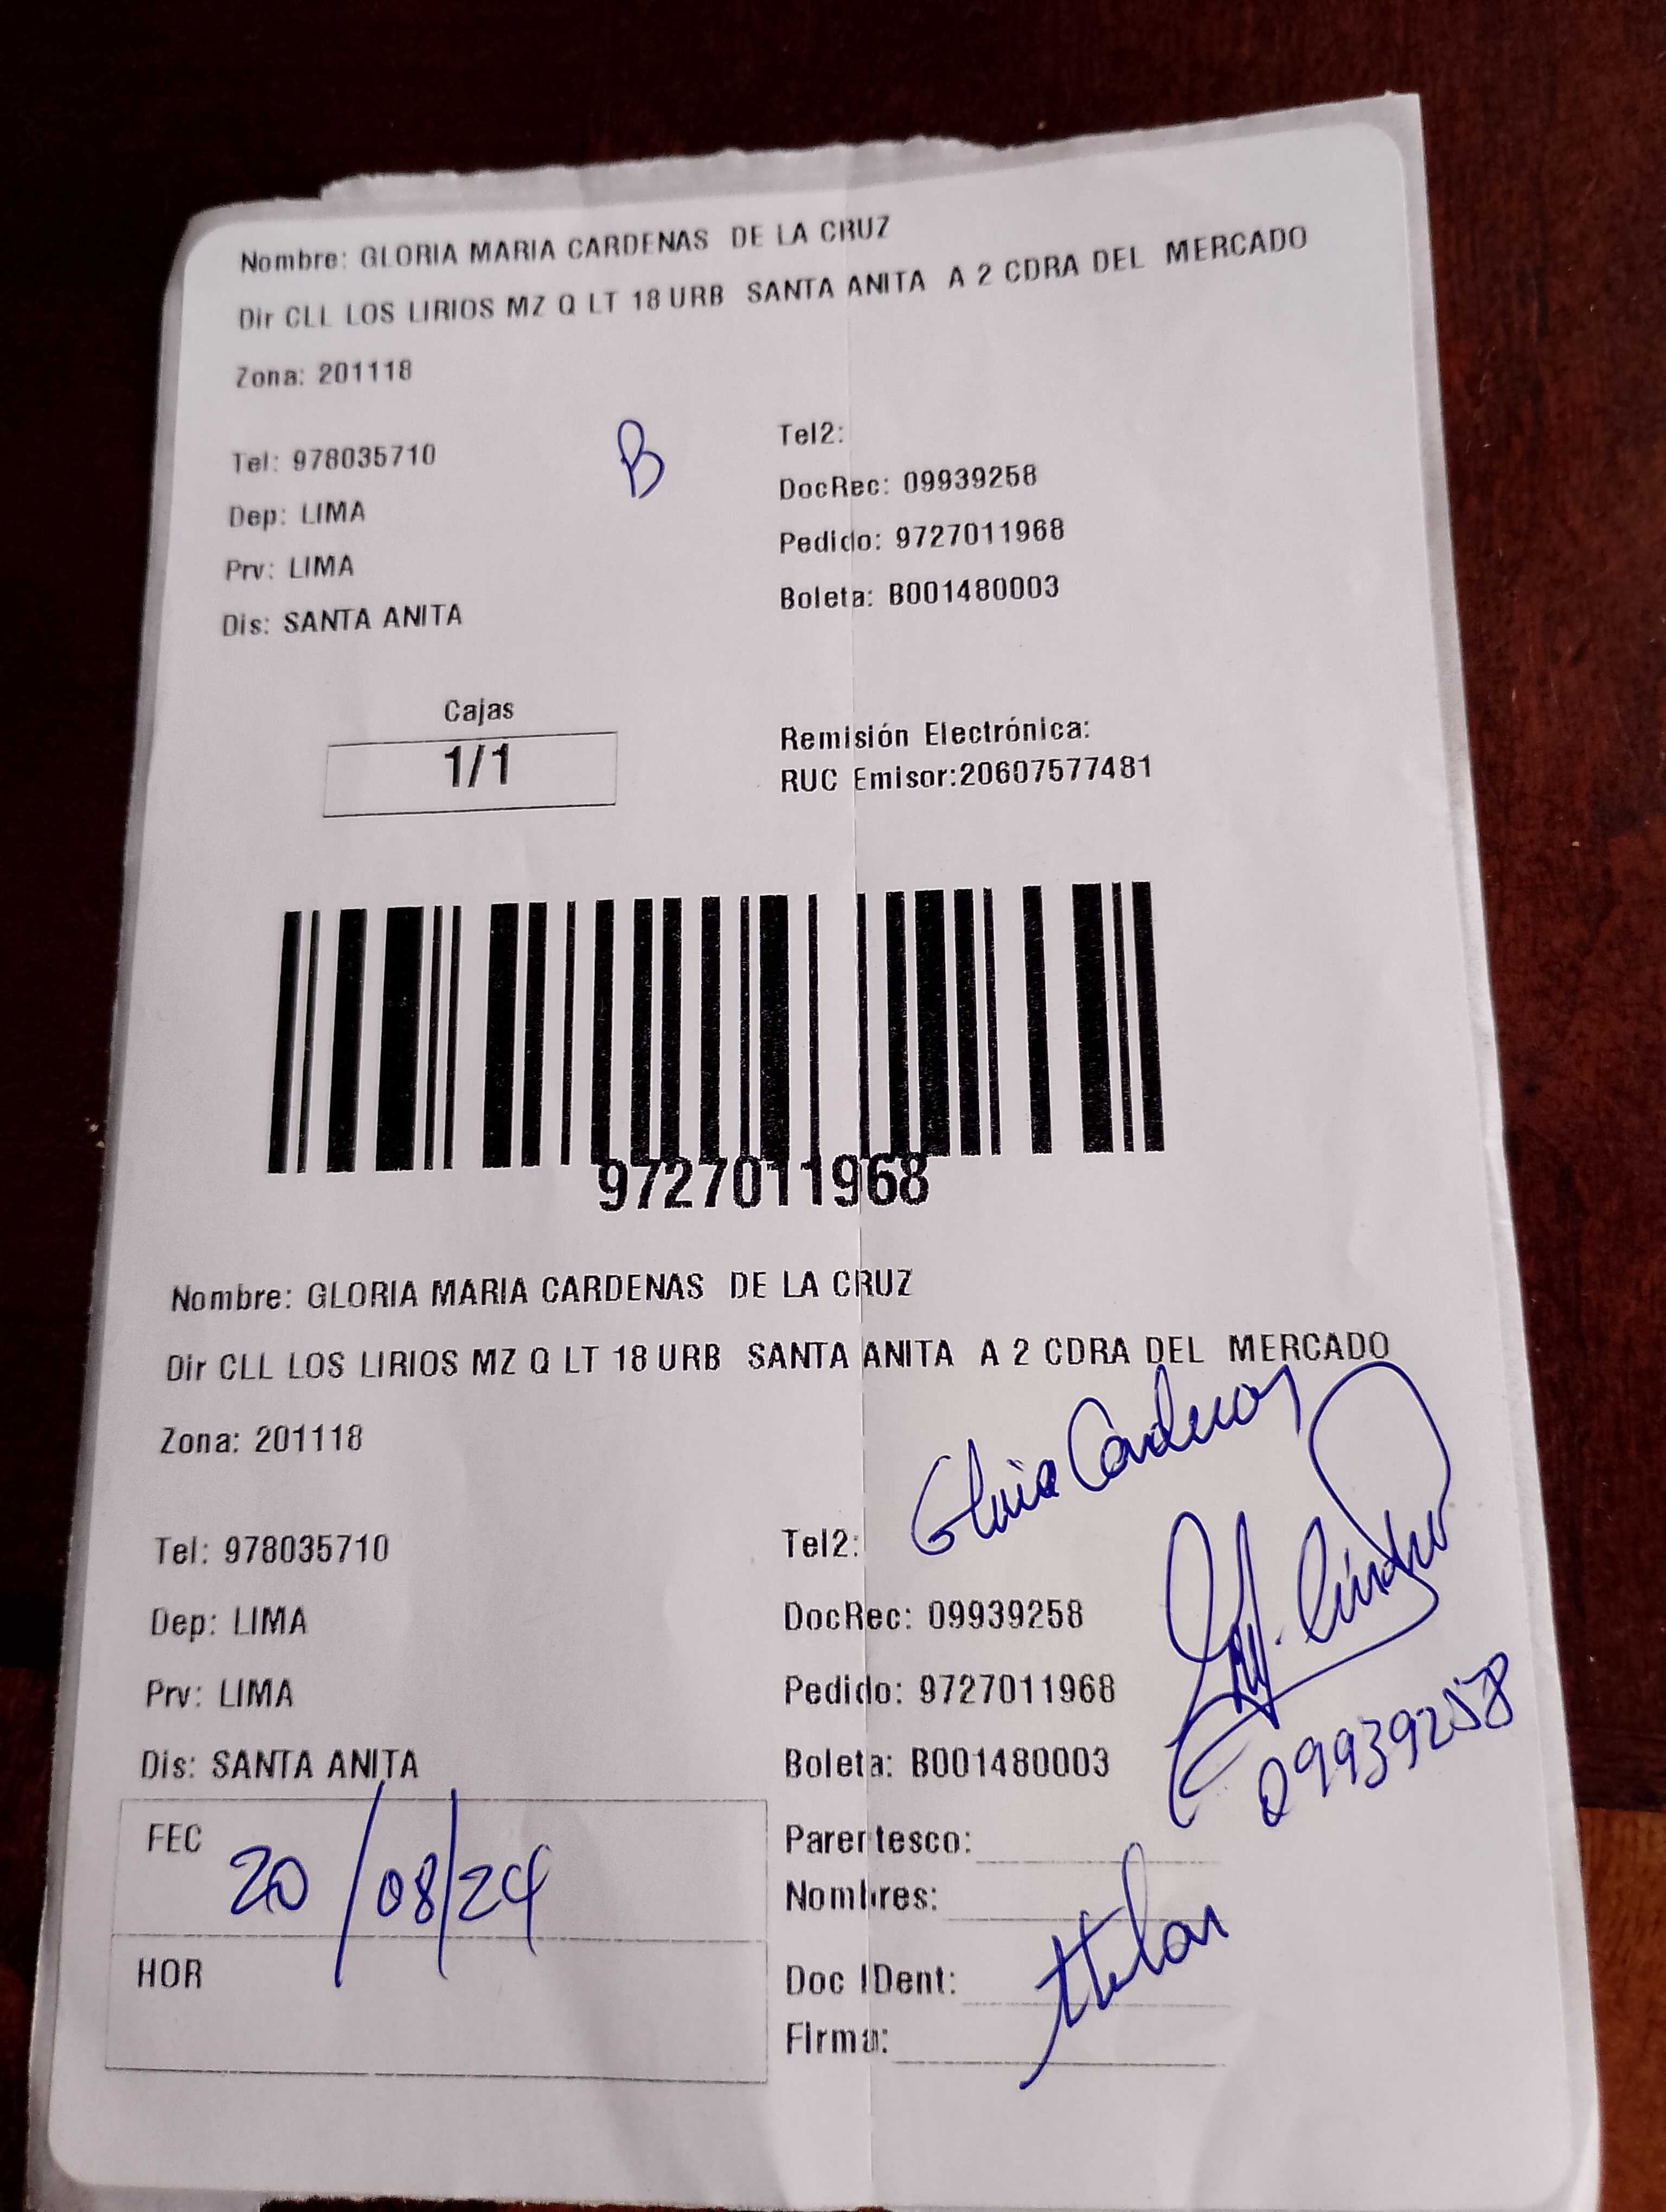 Nombre: GLORIA MARIA CARDENAS DE LA CRUZ
Dir CLL LOS LIRIOS MZ Q LT 18 URB SANTA ANITA A 2 CDRA DEL MERCADO
Zona: 201118
Tel: 978035710
B
Tel2:
Dep: LIMA
DocRec: 09939258
Prv: LIMA
Pedido: 9727011968
Dis: SANTA ANITA
Boleta: B001480003
Cajas
1/1
Remisión Electrónica:
RUC Emisor:20607577481
9727011968
Nombre: GLORIA MARIA CARDENAS DE LA CRUZ
Dir CLL LOS LIRIOS MZ Q LT 18 URB SANTA ANITA A 2 CDRA DEL MERCADO
Zona: 201118
Gloria Cardenas
Tel: 978035710
Tel2:
Dep: LIMA
DocRec: 09939258
Prv: LIMA
Pedido: 9727011968
09939258
Dis: SANTA ANITA
Boleta: B001480003
FEC 20/08/24
HOR
Parentesco:
Nombres:
titular
Doc IDent:
Firma: